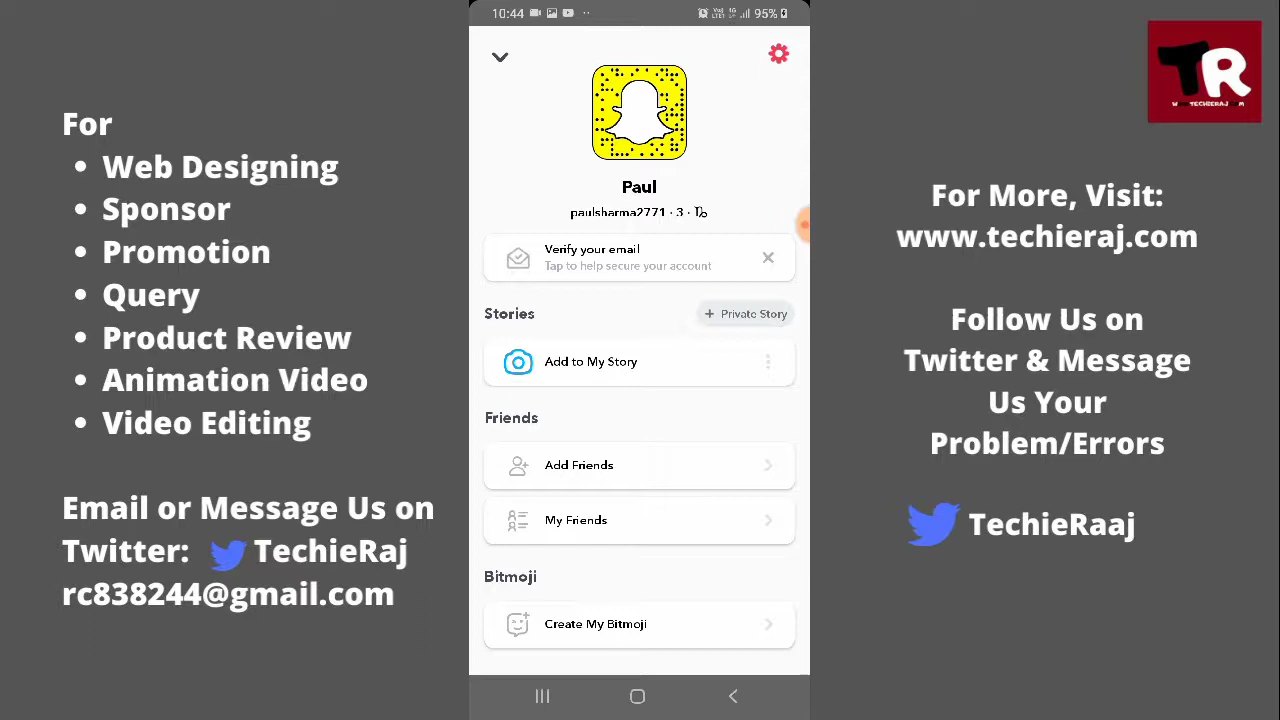 For
• Web Designing
• Sponsor
• Promotion
• Query
• Product Review
• Animation Video
• Video Editing
Email or Message Us on
Twitter: TechieRaj
rc838244@gmail.com
10:44
95%
Paul
paulsharma2771 · 3 · ♑
Verify your email
Tap to help secure your account
Stories
+ Private Story
Add to My Story
Friends
Add Friends
My Friends
Bitmoji
Create My Bitmoji
TR
For More, Visit:
www.techieraj.com
Follow Us on
Twitter & Message
Us Your
Problem/Errors
TechieRaaj